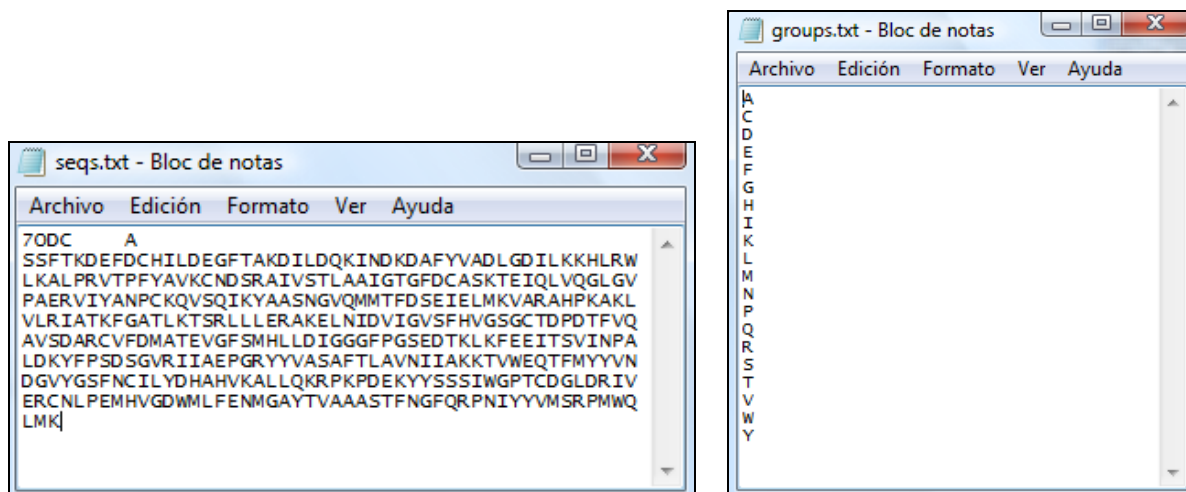 seqs.txt - Bloc de notas
Archivo Edición Formato Ver Ayuda
7ODC A
SSFTKDEFDCHILDEGFTAKDILDQKINDKDAFYVADLGDILKKHLRW
LKALPRVTPFYAVKCNDSRAIVSTLAAIGTGFDCASKTEIQLVQGLGV
PAERVIYANPCKQVSQIKYAASNGVQMMTFDSEIELMKVARAHPKAKL
VLRIATKFGATLKTSRLLLERAKELNIDVIGVSFHVGSGCTDPDTFVQ
AVSDARCVFDMATEVGFSMHLLDIGGGFPGSEDTKLKFEEITSVINPA
LDKYFPSDSGVRIIAEPGRYYVASAFTLAVNIIAKKTVWEQTFMYYVN
DGVYGSFNCILYDHAHVKALLQKRPKPDEKYYSSSIWGPTCDGLDRIV
ERCNLPEMHVGDWMLFENMGAYTVAAASTFNGFQRPNIYYVMSRPMWQ
LMK
groups.txt - Bloc de notas
Archivo Edición Formato Ver Ayuda
A
C
D
E
F
G
H
I
K
L
M
N
P
Q
R
S
T
V
W
Y